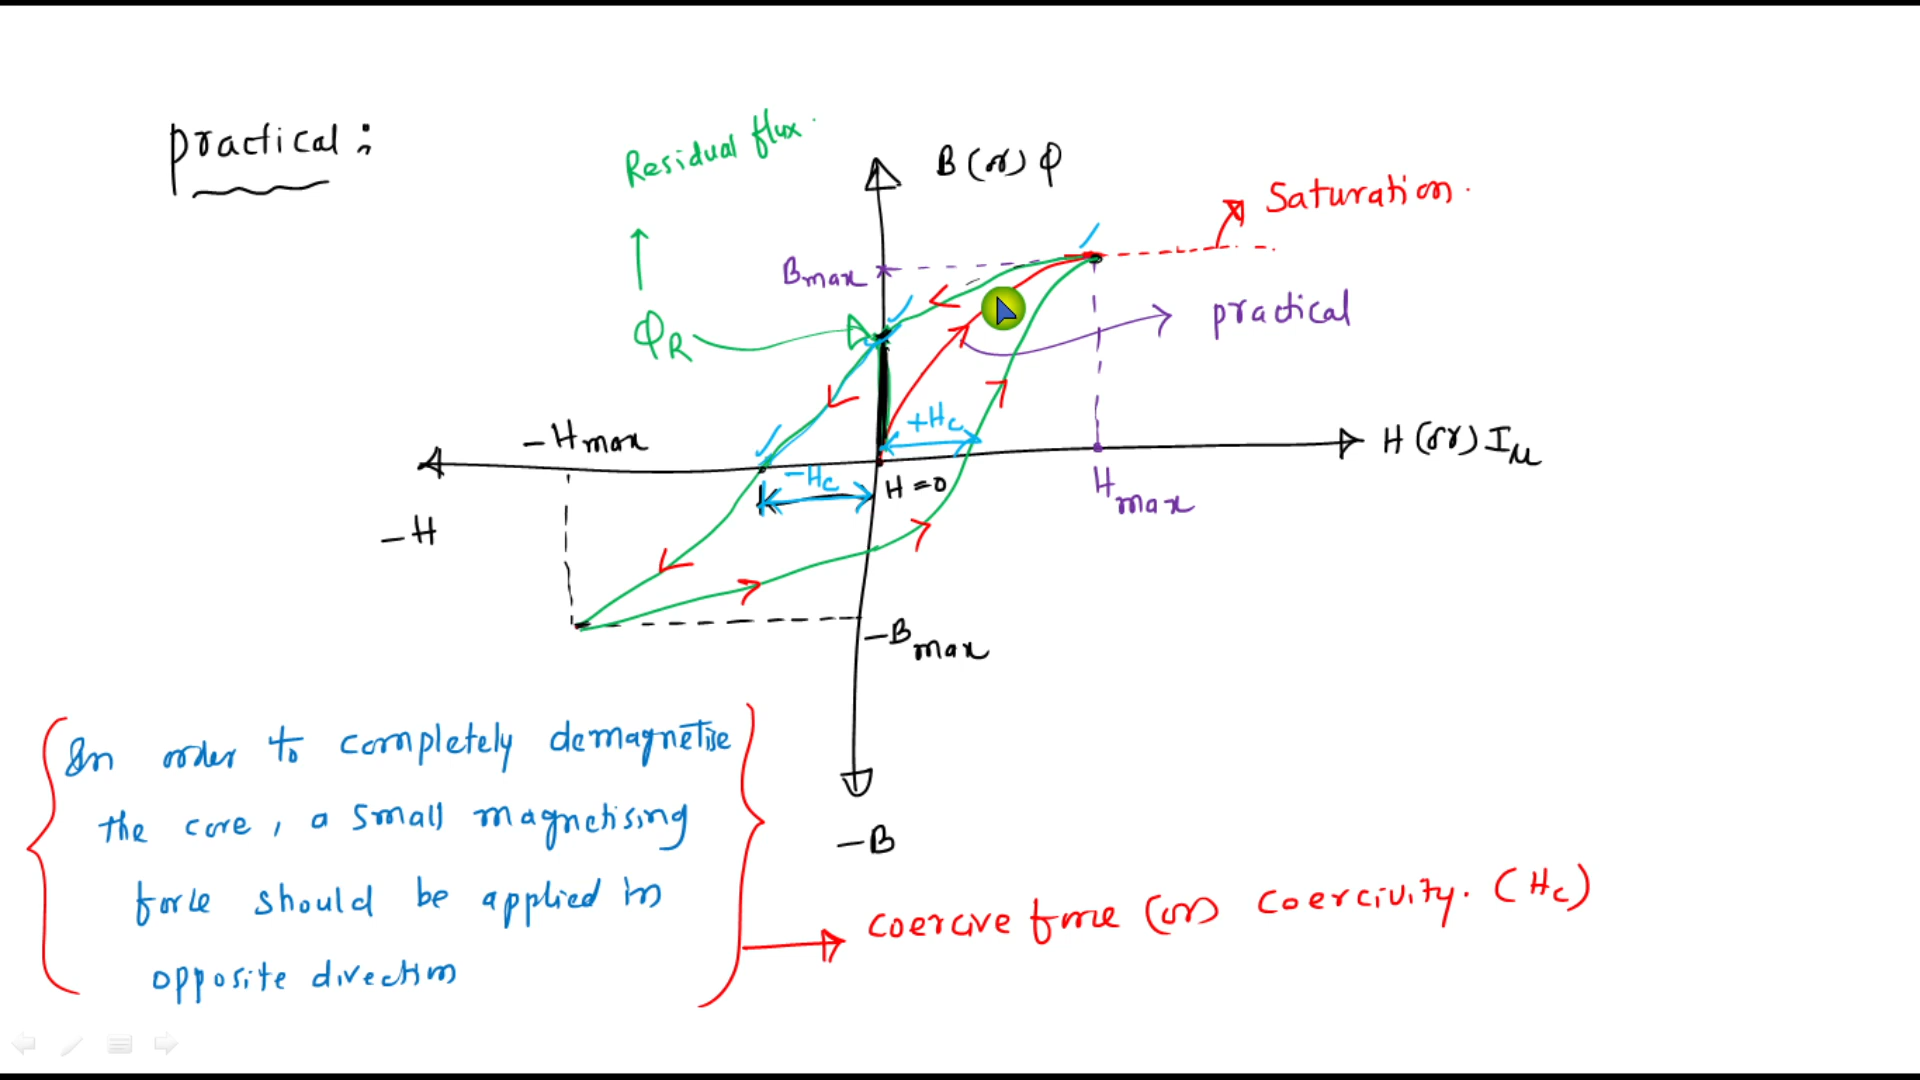 practical :
Residual flux.
B (or) φ
Saturation.
Bmax
φR
practical
+Hc
-Hmax
H (or) Iμ
-Hc
H=0
Hmax
-H
-Bmax
In order to completely demagnetise
the core, a small magnetising
force should be applied in
opposite direction
-B
coercive force (or) coercivity. (Hc)